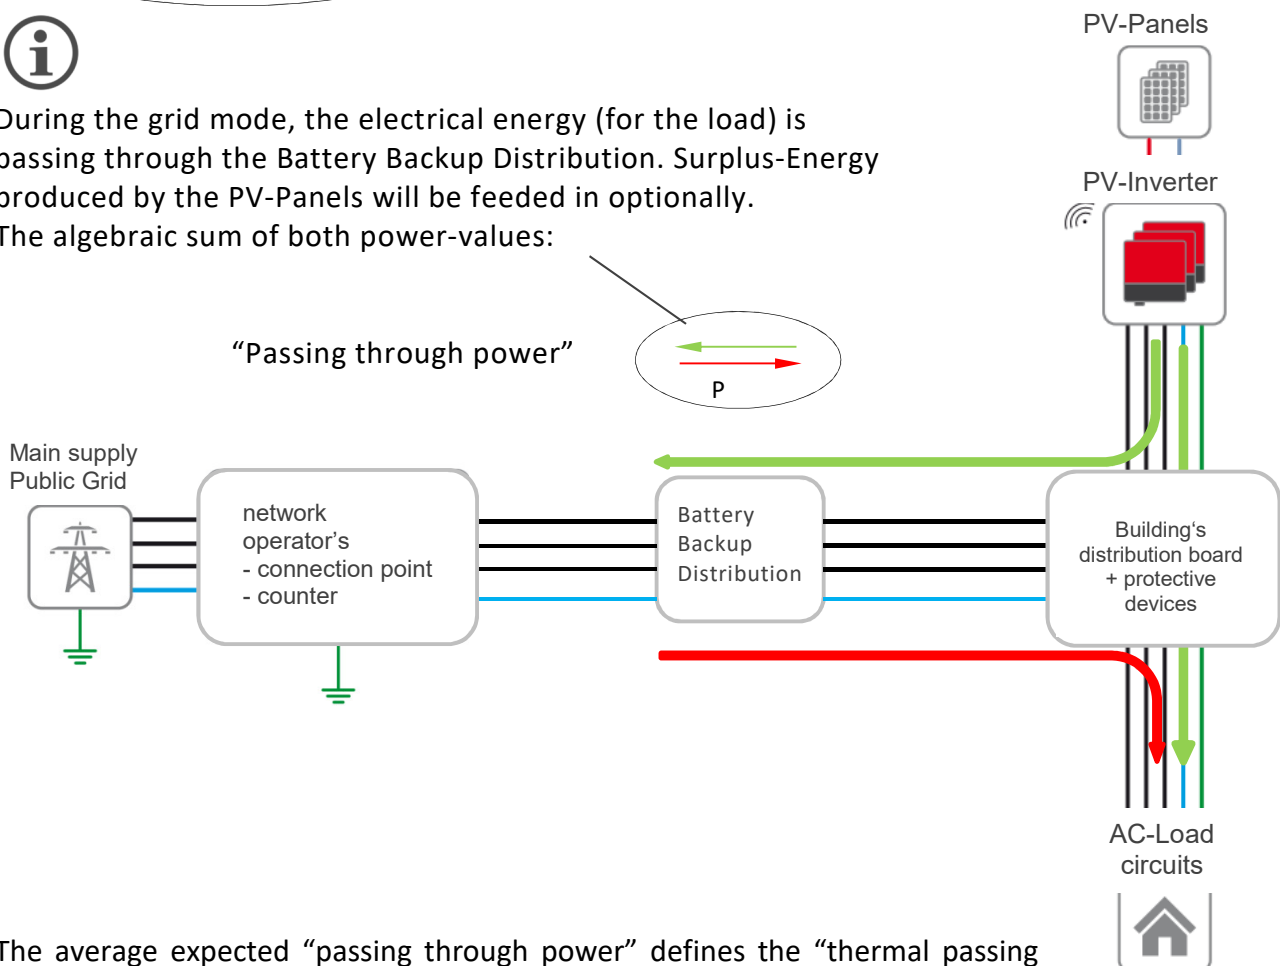 PV-Panels
During the grid mode, the electrical energy (for the load) is
passing through the Battery Backup Distribution. Surplus-Energy
produced by the PV-Panels will be feeded in optionally.
The algebraic sum of both power-values:
PV-Inverter
“Passing through power”
P
Main supply
Public Grid
network
operator's
- connection point
- counter
Battery
Backup
Distribution
Building‘s
distribution board
+ protective
devices
AC-Load
circuits
The average expected “passing through power” defines the “thermal passing